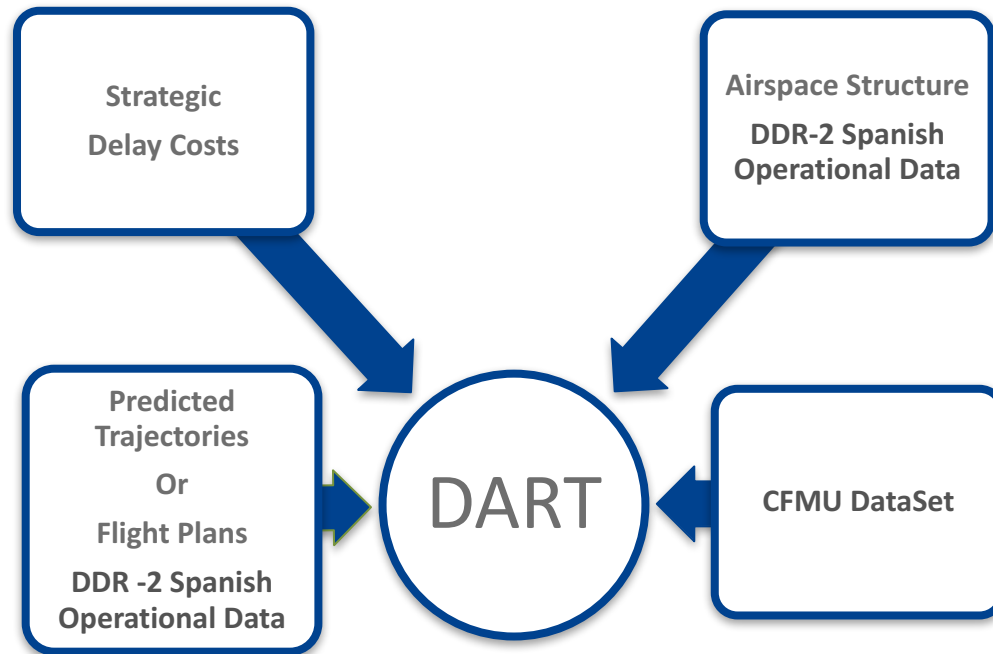 Strategic
Delay Costs
Airspace Structure
DDR-2 Spanish
Operational Data
Predicted
Trajectories
Or
Flight Plans
DDR -2 Spanish
Operational Data
DART
CFMU DataSet